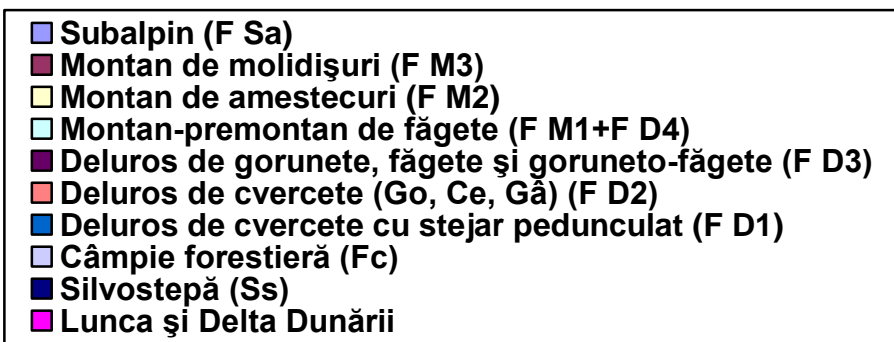 Subalpin (F Sa)
Montan de molidişuri (F M3)
Montan de amestecuri (F M2)
Montan-premontan de făgete (F M1+F D4)
Deluros de gorunete, făgete şi goruneto-făgete (F D3)
Deluros de cvercete (Go, Ce, Gâ) (F D2)
Deluros de cvercete cu stejar pedunculat (F D1)
Câmpie forestieră (Fc)
Silvostepă (Ss)
Lunca şi Delta Dunării